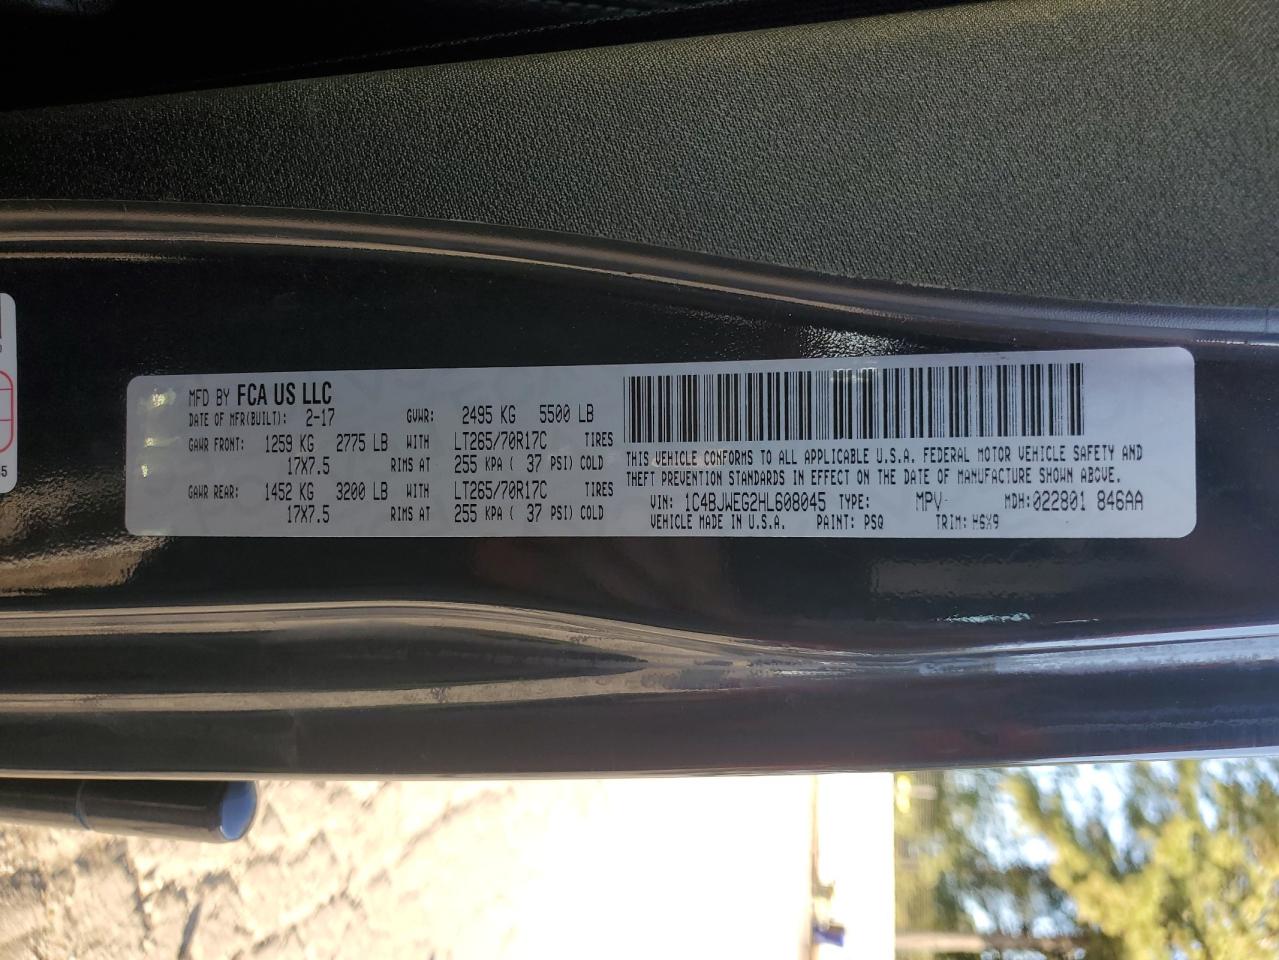 MFD BY FCA US LLC
DATE OF MFR(BUILT): 2-17 GVWR: 2495 KG 5500 LB
GAWR FRONT: 1259 KG 2775 LB WITH LT265/70R17C TIRES
17X7.5 RIMS AT 255 KPA ( 37 PSI) COLD
GAWR REAR: 1452 KG 3200 LB WITH LT265/70R17C TIRES
17X7.5 RIMS AT 255 KPA ( 37 PSI) COLD
THIS VEHICLE CONFORMS TO ALL APPLICABLE U.S.A. FEDERAL MOTOR VEHICLE SAFETY AND
THEFT PREVENTION STANDARDS IN EFFECT ON THE DATE OF MANUFACTURE SHOWN ABOVE.
VIN: 1C4BJWEG2HL608045 TYPE: MPV MDH: 022801 846AA
VEHICLE MADE IN U.S.A. PAINT: PSQ TRIM: H6X9